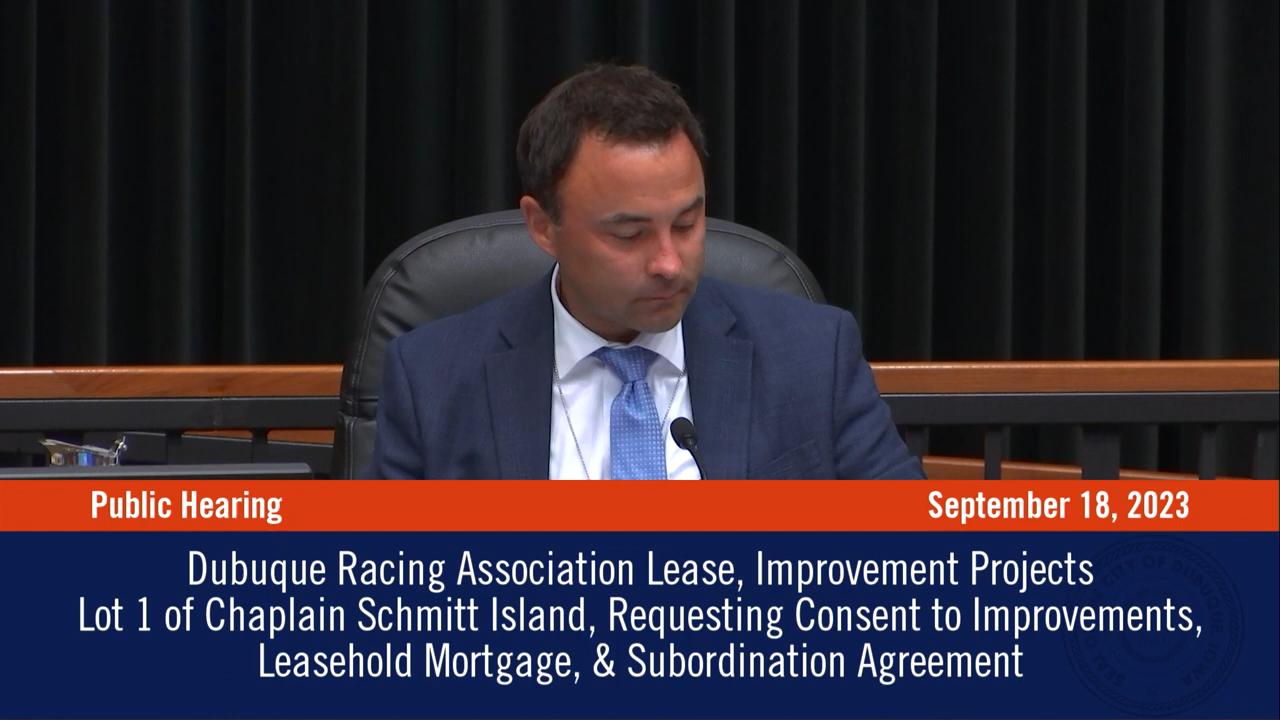 Public Hearing
September 18, 2023
Dubuque Racing Association Lease, Improvement Projects
Lot 1 of Chaplain Schmitt Island, Requesting Consent to Improvements,
Leasehold Mortgage, & Subordination Agreement